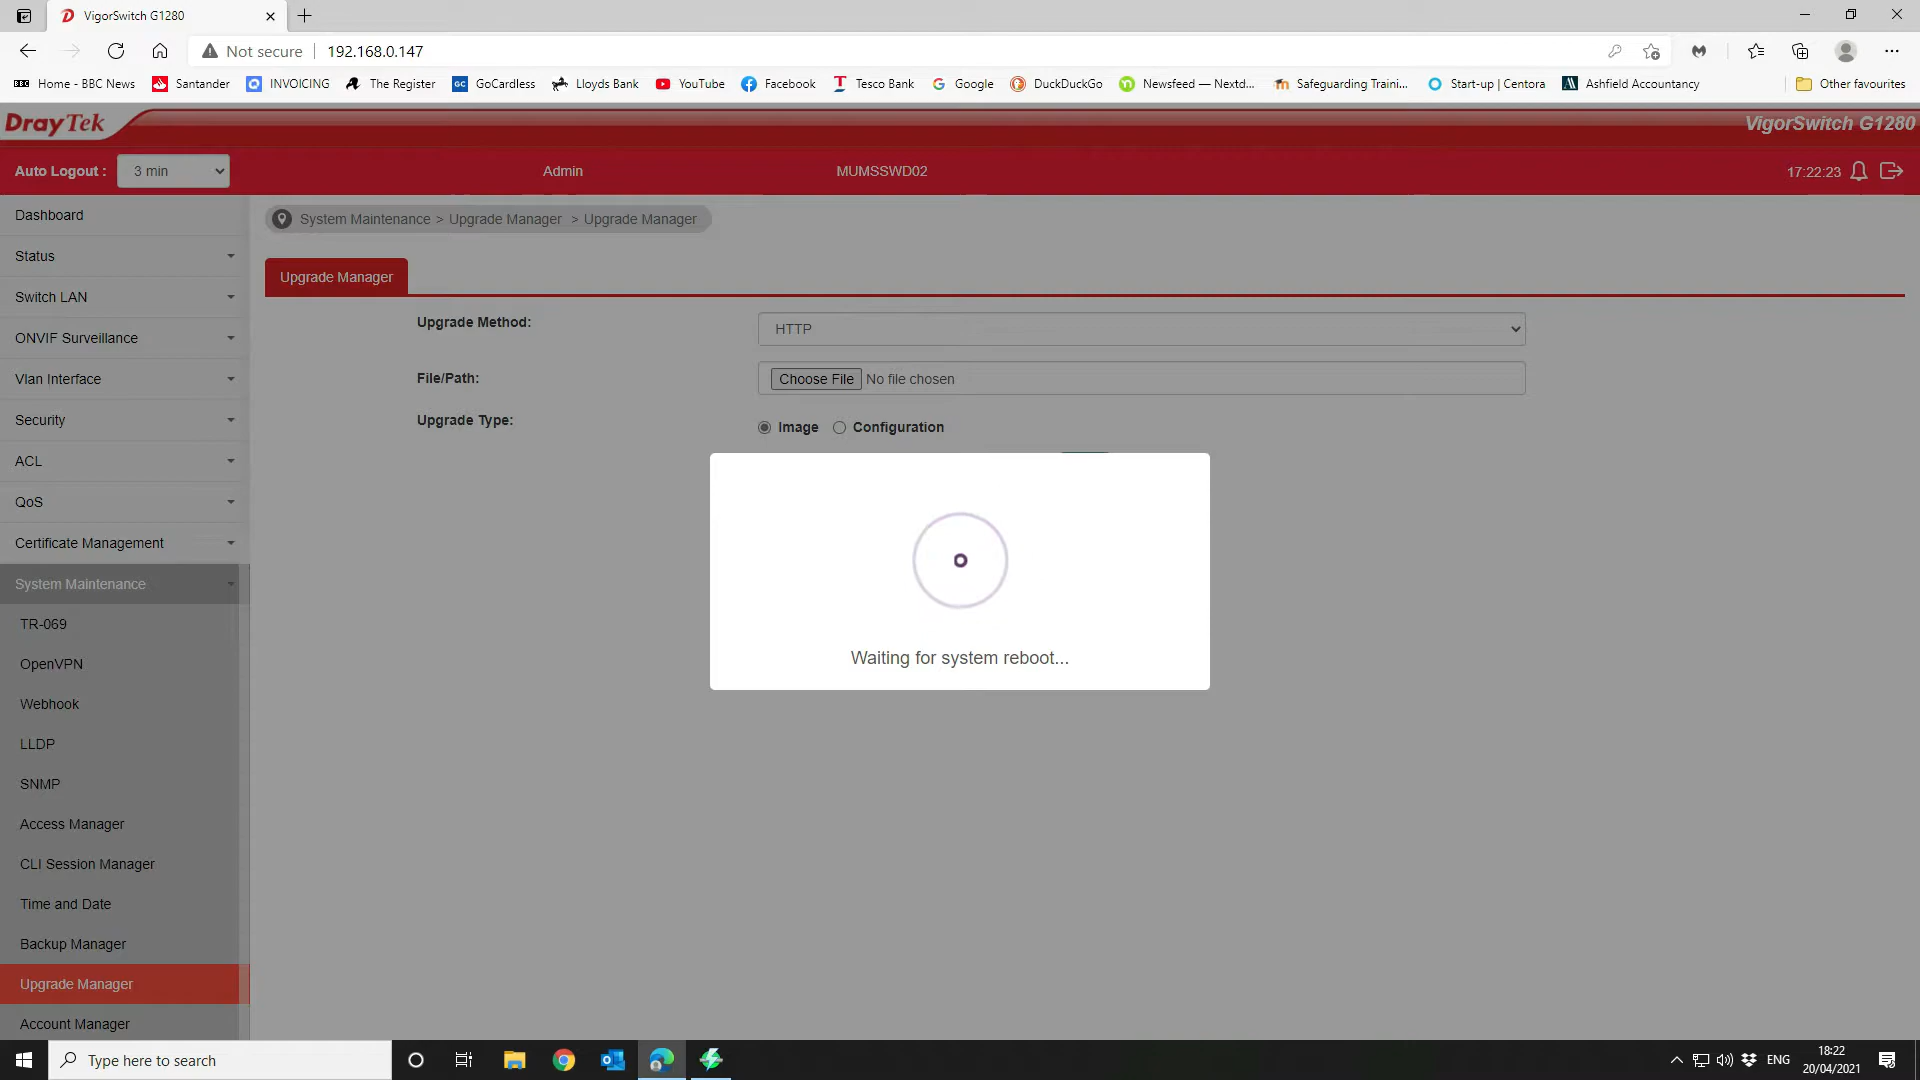 VigorSwitch G1280
Not secure
192.168.0.147
Home - BBC News
Santander
INVOICING
The Register
GoCardless
Lloyds Bank
YouTube
Facebook
Tesco Bank
Google
DuckDuckGo
Newsfeed — Nextd...
Safeguarding Traini...
Start-up | Centora
Ashfield Accountancy
Other favourites
DrayTek
VigorSwitch G1280
Auto Logout :
3 min
Admin
MUMSSWD02
17:22:23
Dashboard
Status
Switch LAN
ONVIF Surveillance
Vlan Interface
Security
ACL
QoS
Certificate Management
System Maintenance
TR-069
OpenVPN
Webhook
LLDP
SNMP
Access Manager
CLI Session Manager
Time and Date
Backup Manager
Upgrade Manager
Account Manager
System Maintenance > Upgrade Manager > Upgrade Manager
Upgrade Manager
Upgrade Method:
HTTP
File/Path:
Choose File No file chosen
Upgrade Type:
Image
Configuration
Waiting for system reboot...
Type here to search
ENG
18:22
20/04/2021